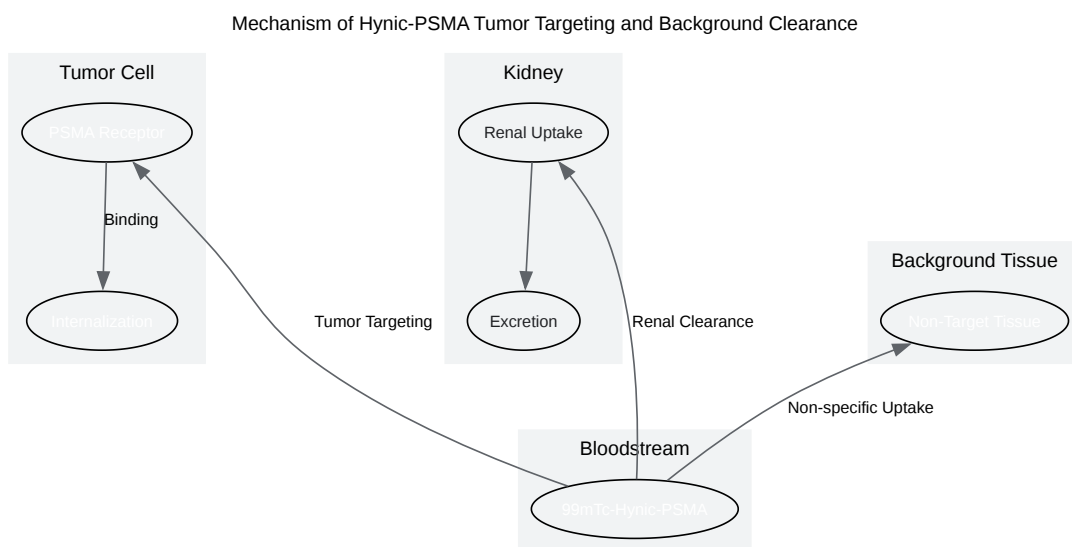 Mechanism of Hynic-PSMA Tumor Targeting and Background Clearance
Tumor Cell
PSMA Receptor
Binding
Internalization
Tumor Targeting
Kidney
Renal Uptake
Excretion
Renal Clearance
Background Tissue
Non-Target Tissue
Non-specific Uptake
Bloodstream
99mTc-Hynic-PSMA